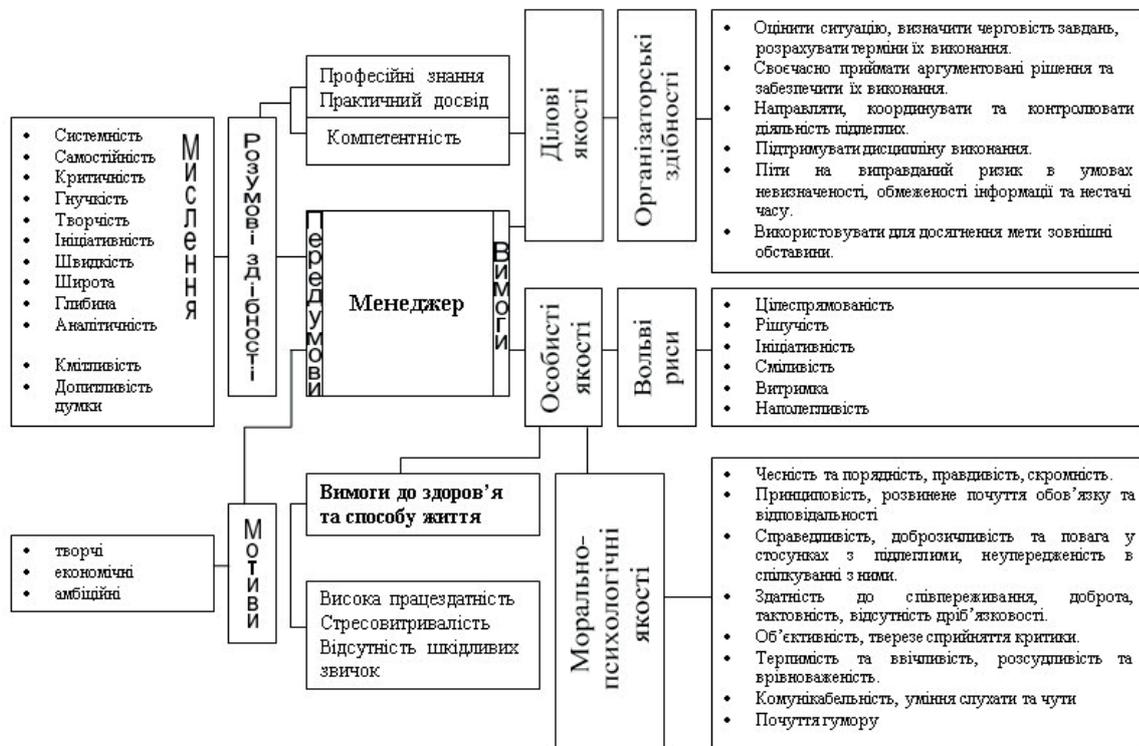 Мислення
• Системність
• Самостійність
• Критичність
• Гнучкість
• Творчість
• Ініціативність
• Швидкість
• Широта
• Глибина
• Аналітичність
• Кмітливість
• Допитливість
думки
Розумові здібності
Професійні знання
Практичний досвід
Компетентність
Передумови
Менеджер
Вимоги
Ділові
якості
Організаторські
здібності
• Оцінити ситуацію, визначити черговість завдань,
розрахувати терміни їх виконання.
• Своєчасно приймати аргументовані рішення та
забезпечити їх виконання.
• Направляти, координувати та контролювати
діяльність підлеглих.
• Підтримувати дисципліну виконання.
• Піти на виправданий ризик в умовах
невизначеності, обмеженості інформації та нестачі
часу.
• Використовувати для досягнення мети зовнішні
обставини.
Особисті
якості
Вольві
риси
• Цілеспрямованість
• Рішучість
• Ініціативність
• Сміливість
• Витримка
• Наполегливість
• творчі
• економічні
• амбіційні
Мотиви
Вимоги до здоров’я
та способу життя
Висока працездатність
Стресовитривалість
Відсутність шкідливих
звичок
Морально-
психологічні
якості
• Чесність та порядність, правдивість, скромність.
• Принциповість, розвинене почуття обов’язку та
відповідальності
• Справедливість, доброзичливість та повага у
стосунках з підлеглими, неупередженість в
спілкуванні з ними.
• Здатність до співпереживання, доброта,
тактовність, відсутність дріб’язковості.
• Об’єктивність, тверезе сприйняття критики.
• Терпимість та ввічливість, розсудливість та
врівноваженість.
• Комунікабельність, уміння слухати та чути
• Почуття гумору